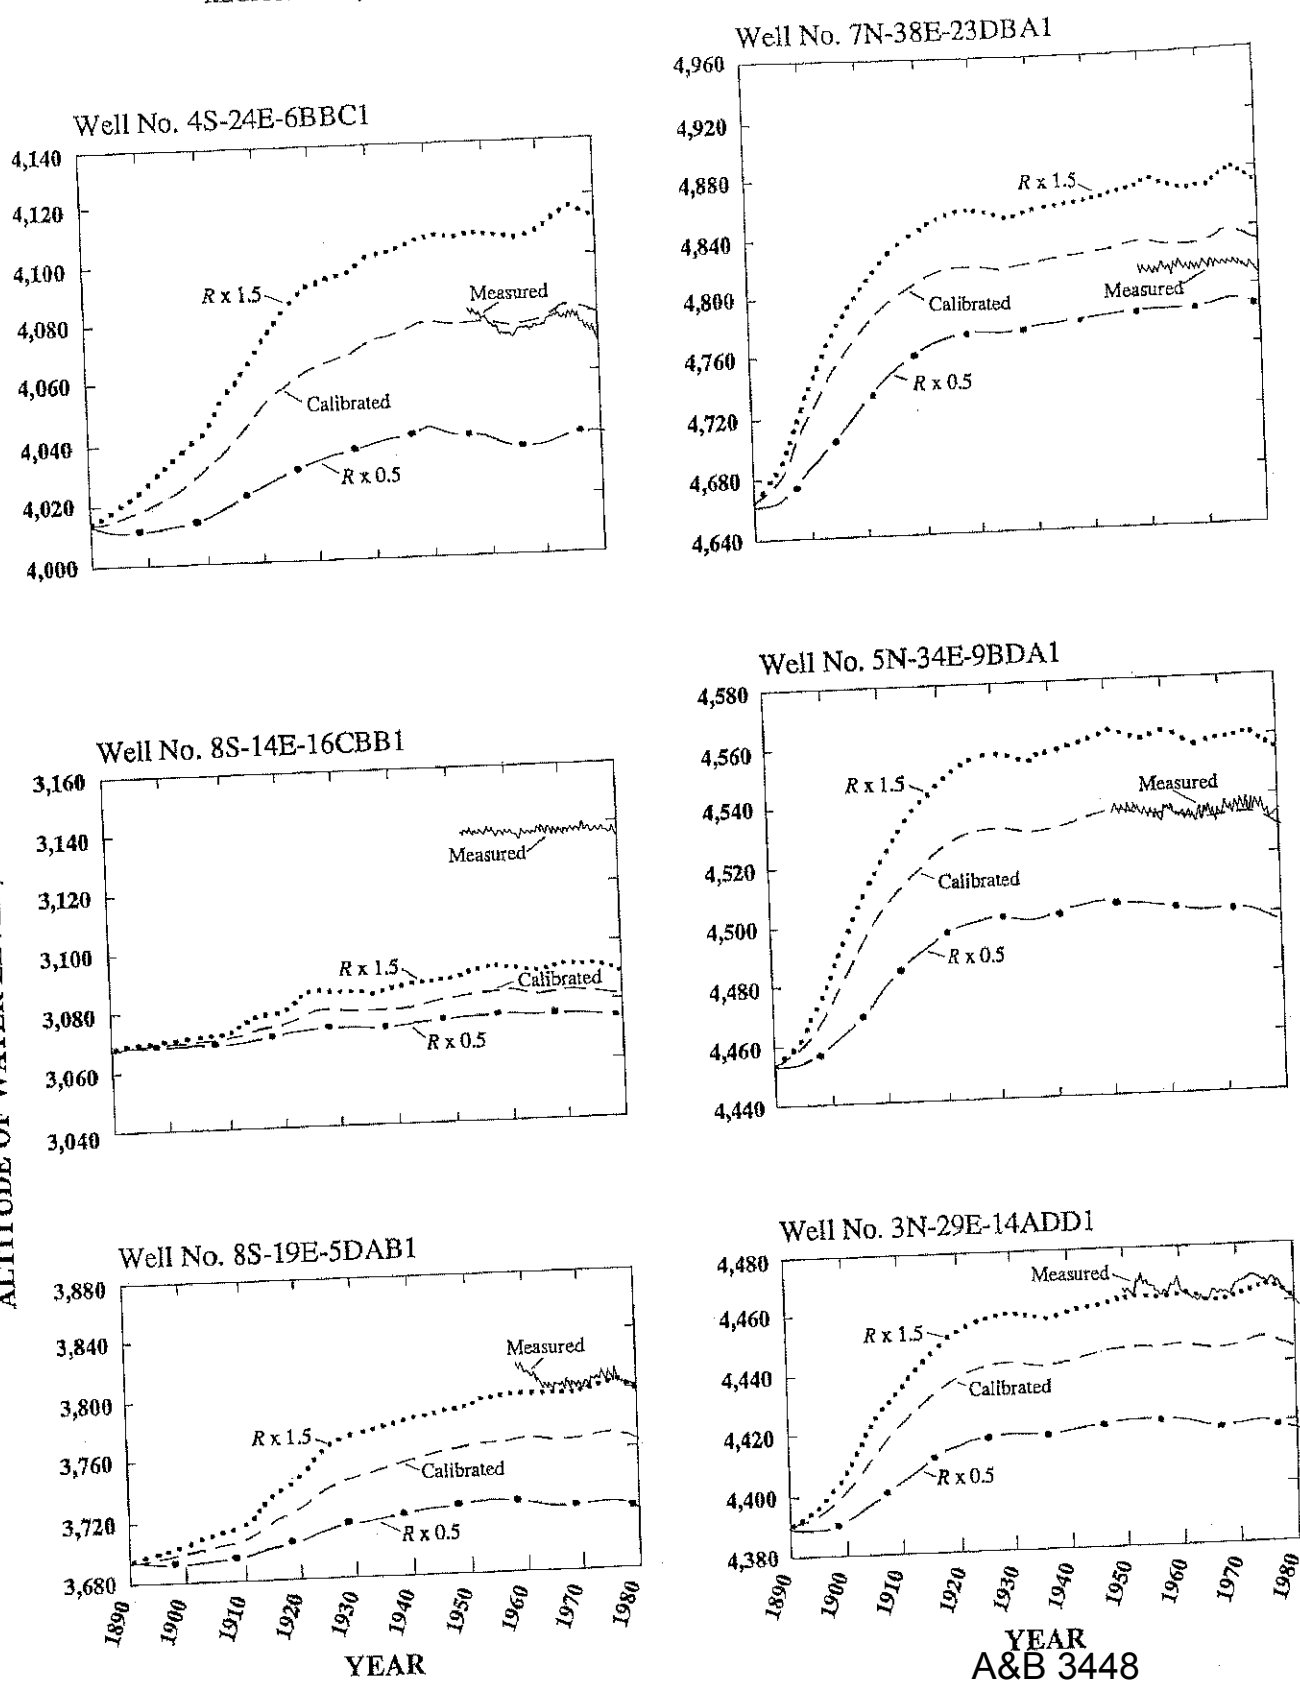 Well No. 4S-24E-6BBC1
4,140
4,120
4,100
4,080
4,060
4,040
4,020
4,000
R x 1.5
Measured
Calibrated
R x 0.5
Well No. 7N-38E-23DBA1
4,960
4,920
4,880
4,840
4,800
4,760
4,720
4,680
4,640
R x 1.5
Calibrated
Measured
R x 0.5
Well No. 8S-14E-16CBB1
3,160
3,140
3,120
3,100
3,080
3,060
3,040
Measured
R x 1.5
Calibrated
R x 0.5
Well No. 5N-34E-9BDA1
4,580
4,560
4,540
4,520
4,500
4,480
4,460
4,440
R x 1.5
Measured
Calibrated
R x 0.5
Well No. 8S-19E-5DAB1
3,880
3,840
3,800
3,760
3,720
3,680
Measured
R x 1.5
Calibrated
R x 0.5
1890 1900 1910 1920 1930 1940 1950 1960 1970 1980
YEAR
Well No. 3N-29E-14ADD1
4,480
4,460
4,440
4,420
4,400
4,380
Measured
R x 1.5
Calibrated
R x 0.5
1890 1900 1910 1920 1930 1940 1950 1960 1970 1980
YEAR
ALTITUDE OF WATER
A&B 3448